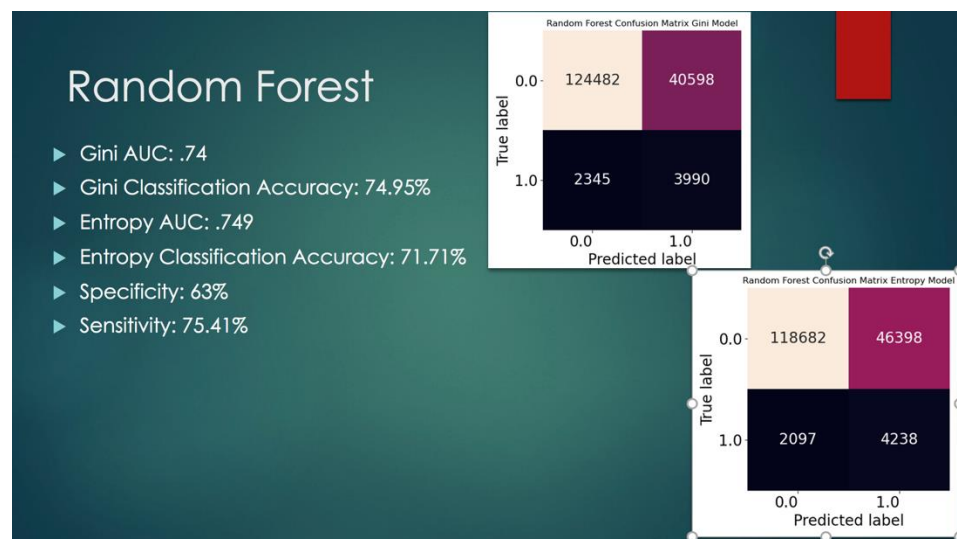 Random Forest
Gini AUC: .74
Gini Classification Accuracy: 74.95%
Entropy AUC: .749
Entropy Classification Accuracy: 71.71%
Specificity: 63%
Sensitivity: 75.41%
Random Forest Confusion Matrix Gini Model
True label
0.0 124482 40598
1.0 2345 3990
0.0 1.0
Predicted label
Random Forest Confusion Matrix Entropy Model
True label
0.0 118682 46398
1.0 2097 4238
0.0 1.0
Predicted label